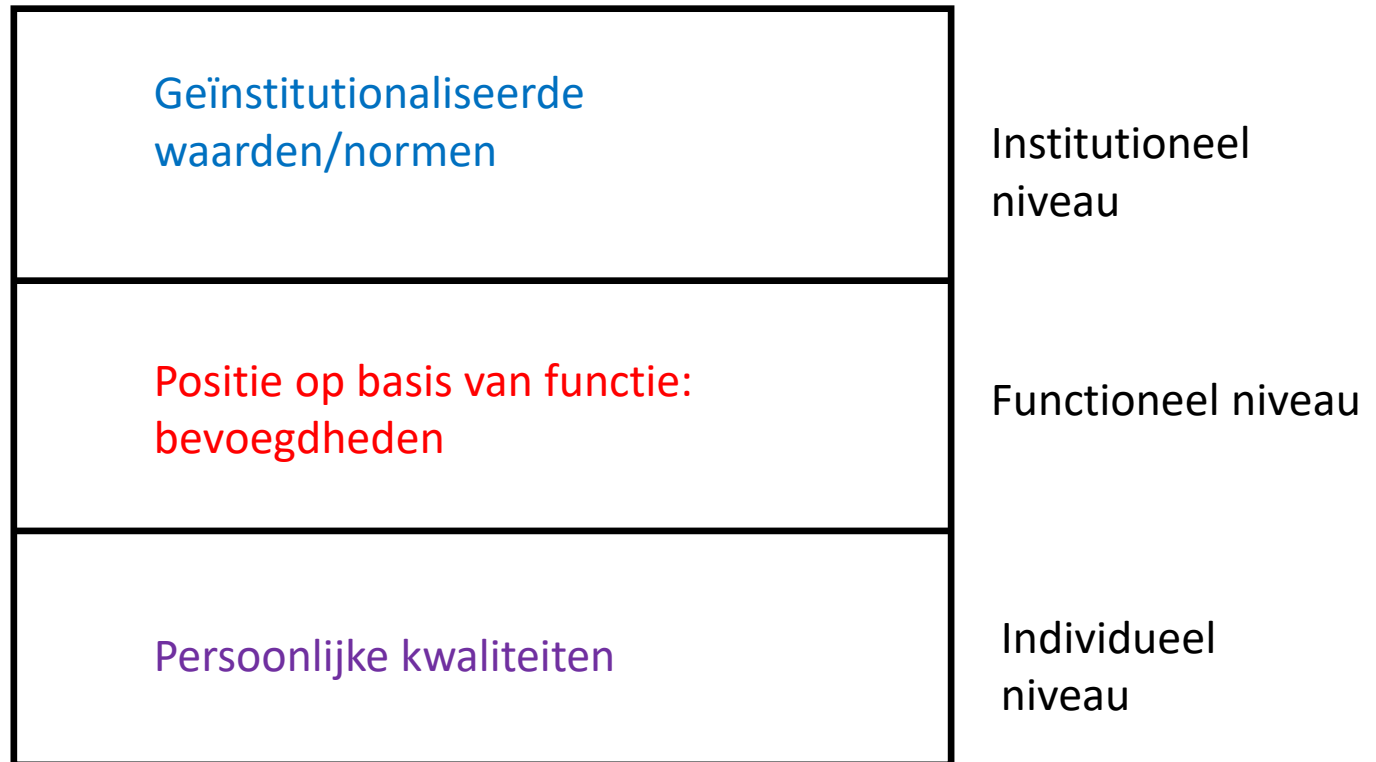 Geïnstitutionaliseerde
waarden/normen
Institutioneel
niveau
Positie op basis van functie:
bevoegdheden
Functioneel niveau
Persoonlijke kwaliteiten
Individueel
niveau